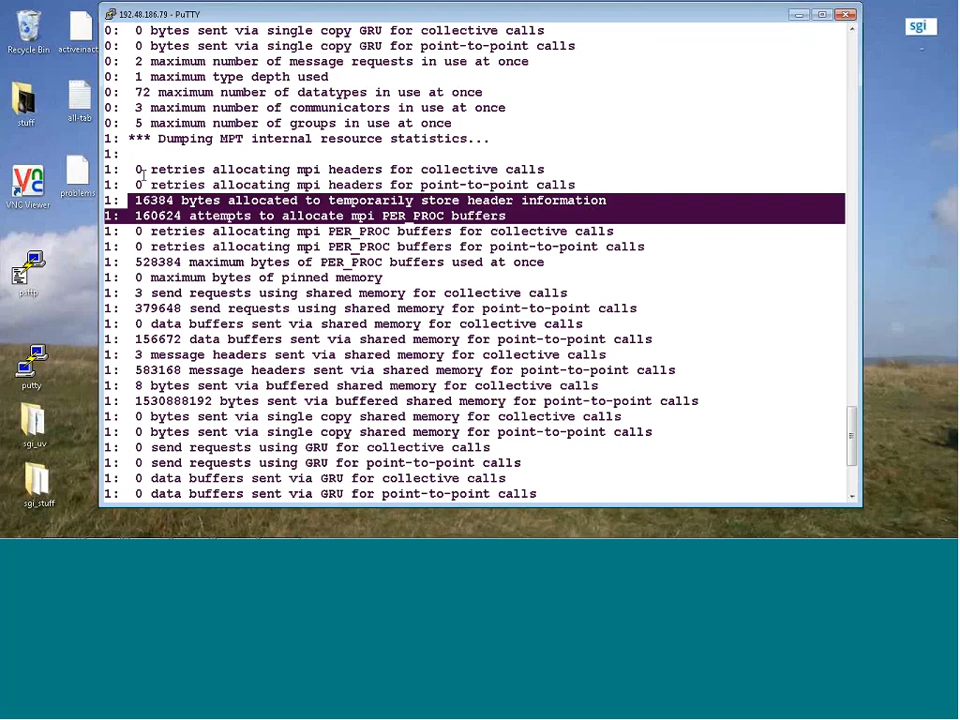 192.48.186.79 - PuTTY
0:  0 bytes sent via single copy GRU for collective calls
0:  0 bytes sent via single copy GRU for point-to-point calls
0:  2 maximum number of message requests in use at once
0:  1 maximum type depth used
0:  72 maximum number of datatypes in use at once
0:  3 maximum number of communicators in use at once
0:  5 maximum number of groups in use at once
1: *** Dumping MPT internal resource statistics...
1:
1:  0 retries allocating mpi headers for collective calls
1:  0 retries allocating mpi headers for point-to-point calls
1:  16384 bytes allocated to temporarily store header information
1:  160624 attempts to allocate mpi PER_PROC buffers
1:  0 retries allocating mpi PER_PROC buffers for collective calls
1:  0 retries allocating mpi PER_PROC buffers for point-to-point calls
1:  528384 maximum bytes of PER_PROC buffers used at once
1:  0 maximum bytes of pinned memory
1:  3 send requests using shared memory for collective calls
1:  379648 send requests using shared memory for point-to-point calls
1:  0 data buffers sent via shared memory for collective calls
1:  156672 data buffers sent via shared memory for point-to-point calls
1:  3 message headers sent via shared memory for collective calls
1:  583168 message headers sent via shared memory for point-to-point calls
1:  8 bytes sent via buffered shared memory for collective calls
1:  1530888192 bytes sent via buffered shared memory for point-to-point calls
1:  0 bytes sent via single copy shared memory for collective calls
1:  0 bytes sent via single copy shared memory for point-to-point calls
1:  0 send requests using GRU for collective calls
1:  0 send requests using GRU for point-to-point calls
1:  0 data buffers sent via GRU for collective calls
1:  0 data buffers sent via GRU for point-to-point calls
Recycle Bin
activeinact
stuff
all-tab
VNC Viewer
problems
psftp
putty
sgi_uv
sgi_stuff
sgi